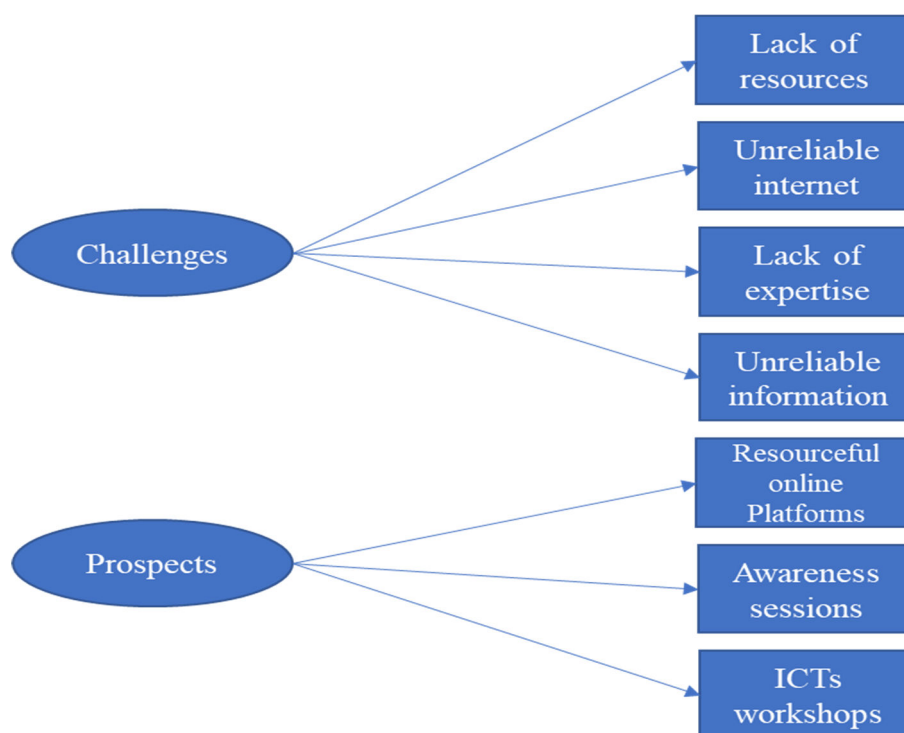 Lack of
resources
Unreliable
internet
Challenges
Lack of
expertise
Unreliable
information
Resourceful
online
Platforms
Prospects
Awareness
sessions
ICTs
workshops